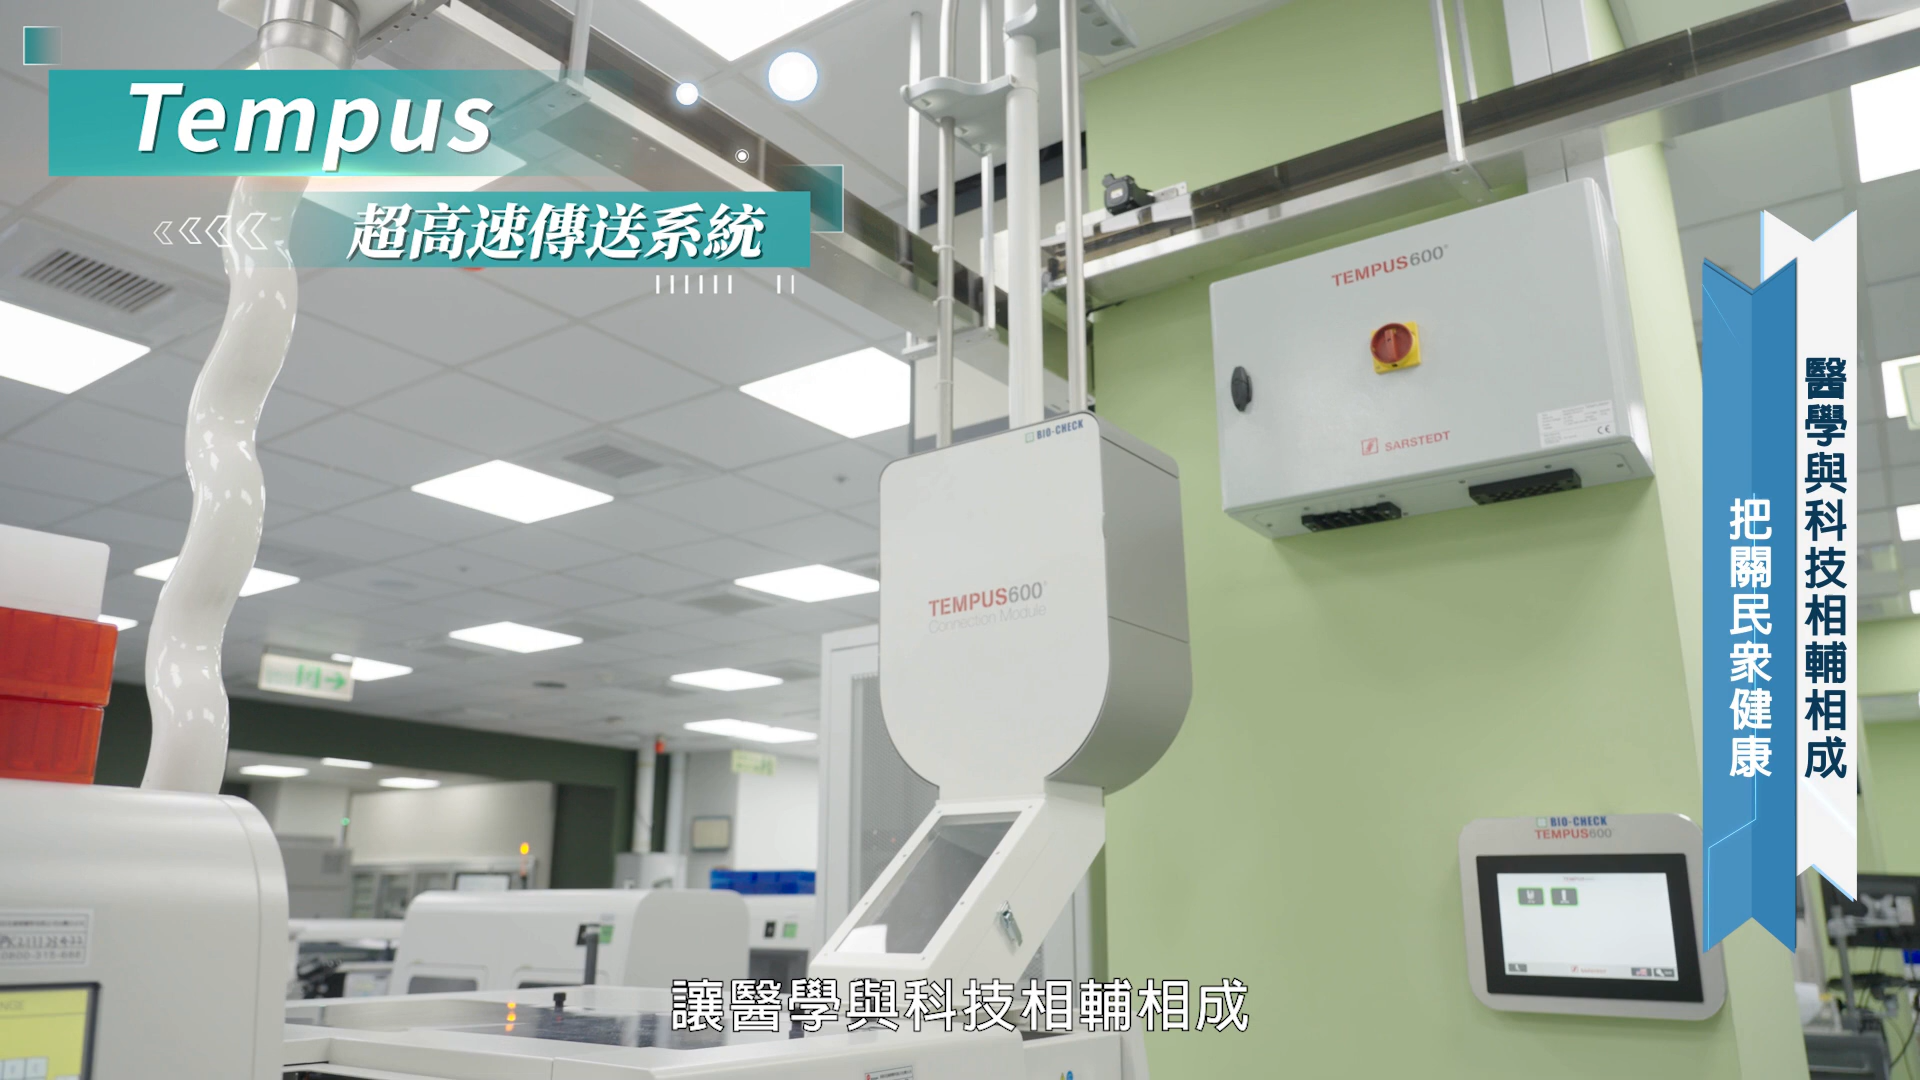 Tempus
超高速傳送系統
TEMPUS600
SARSTEDT
BIO-CHECK
TEMPUS600
Connection Module
醫學與科技相輔相成
把關民眾健康
BIO-CHECK
TEMPUS600
讓醫學與科技相輔相成